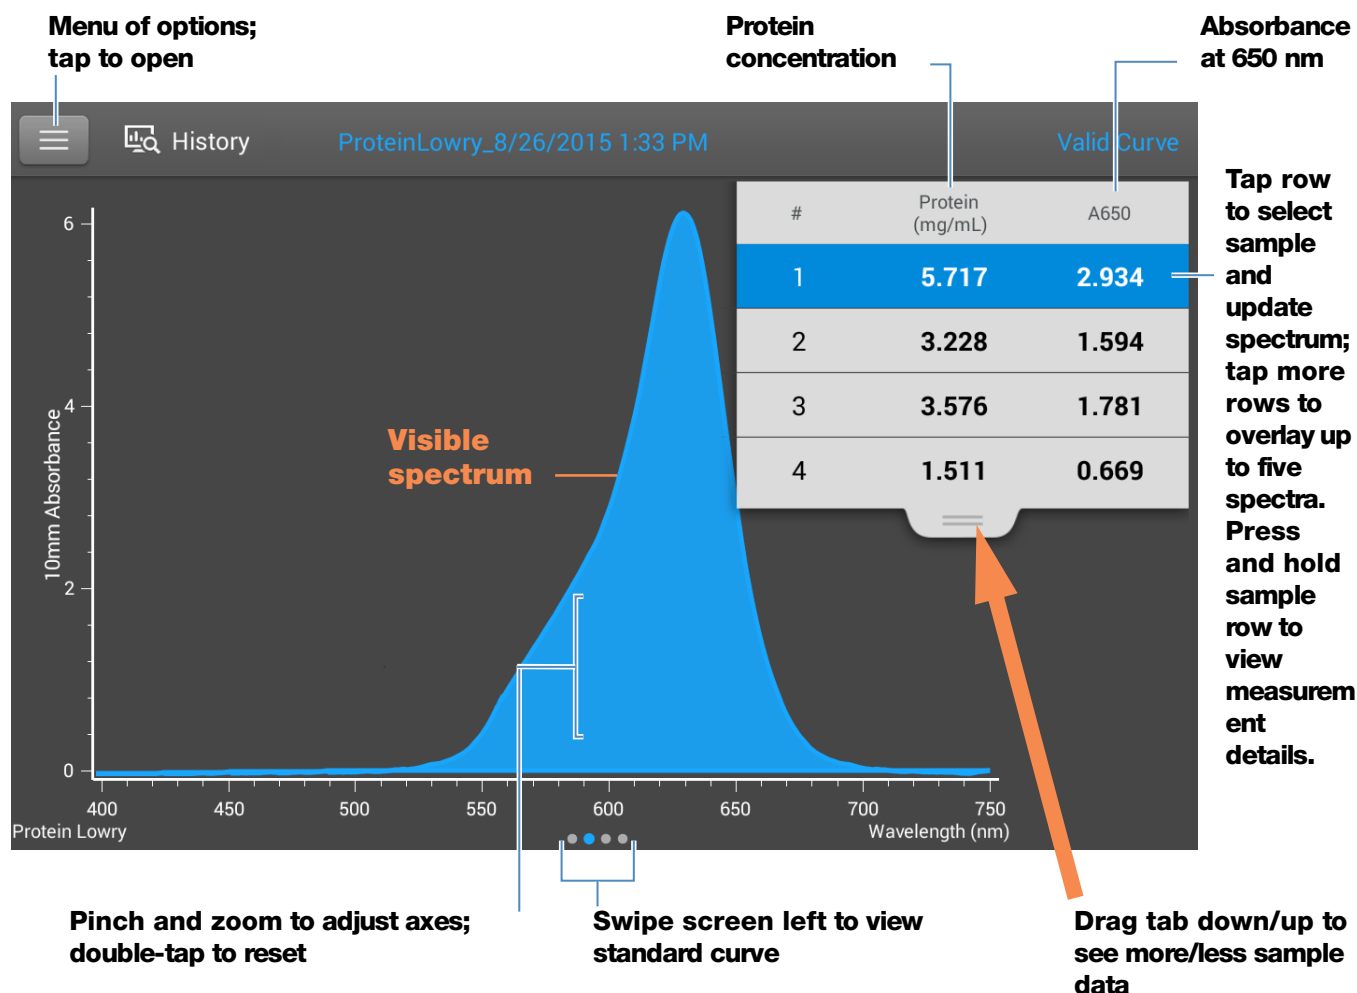 Menu of options;
tap to open
Protein
concentration
Absorbance
at 650 nm
History
ProteinLowry_8/26/2015 1:33 PM
Valid Curve
# Protein (mg/mL) A650
1 5.717 2.934
2 3.228 1.594
3 3.576 1.781
4 1.511 0.669
Tap row
to select
sample
and
update
spectrum;
tap more
rows to
overlay up
to five
spectra.
Press
and hold
sample
row to
view
measurem
ent
details.
Visible
spectrum
10mm Absorbance
6
4
2
0
400 450 500 550 600 650 700 750
Protein Lowry
Wavelength (nm)
Pinch and zoom to adjust axes;
double-tap to reset
Swipe screen left to view
standard curve
Drag tab down/up to
see more/less sample
data